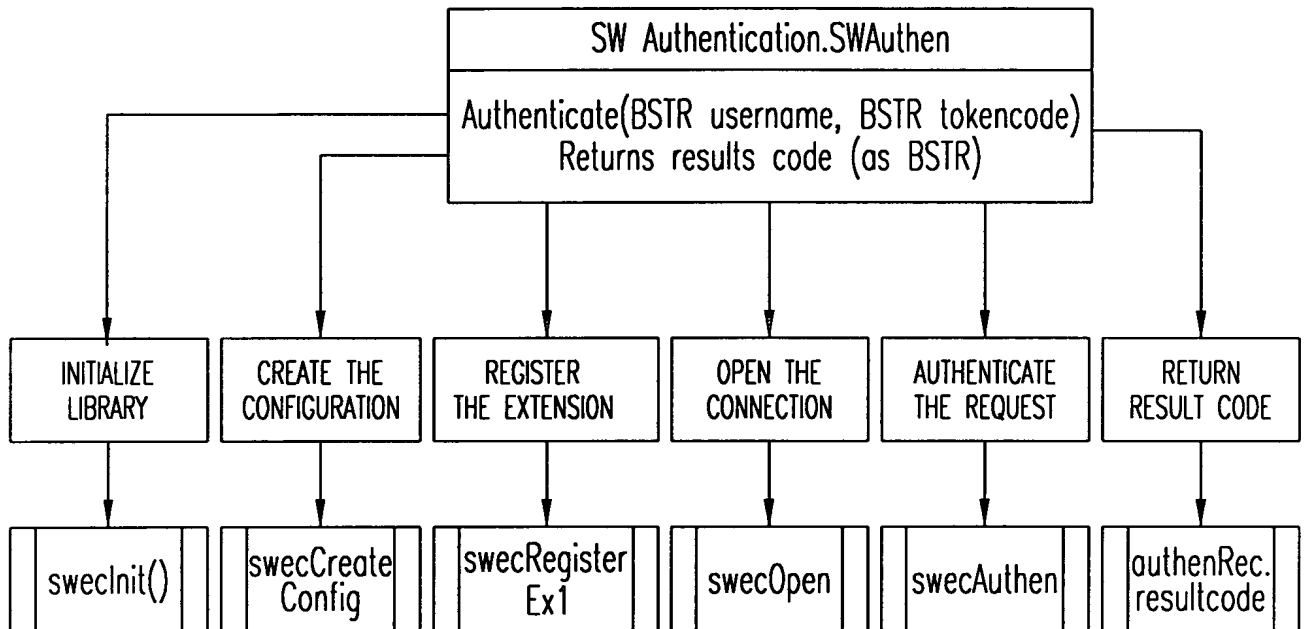 SW Authentication.SWAuthen
Authenticate(BSTR username, BSTR tokencode)
Returns results code (as BSTR)
INITIALIZE
LIBRARY
CREATE THE
CONFIGURATION
REGISTER
THE EXTENSION
OPEN THE
CONNECTION
AUTHENTICATE
THE REQUEST
RETURN
RESULT CODE
swecInit()
swecCreate
Config
swecRegister
Ex1
swecOpen
swecAuthen
authenRec.
resultcode